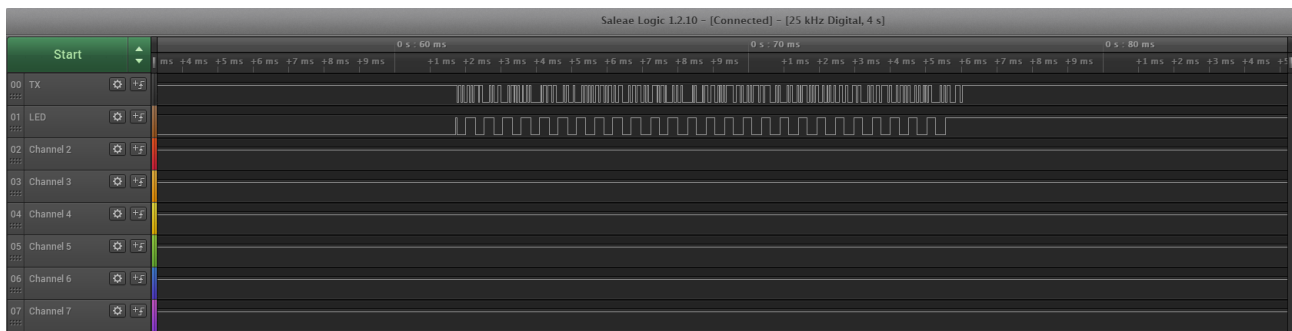 Saleae Logic 1.2.10 – [Connected] – [25 kHz Digital, 4 s]
Start
0 s : 60 ms 0 s : 70 ms 0 s : 80 ms
ms +4 ms +5 ms +6 ms +7 ms +8 ms +9 ms +1 ms +2 ms +3 ms +4 ms +5 ms +6 ms +7 ms +8 ms +9 ms +1 ms +2 ms +3 ms +4 ms +5 ms +6 ms +7 ms +8 ms +9 ms +1 ms +2 ms +3 ms +4 ms
00 TX
01 LED
02 Channel 2
03 Channel 3
04 Channel 4
05 Channel 5
06 Channel 6
07 Channel 7